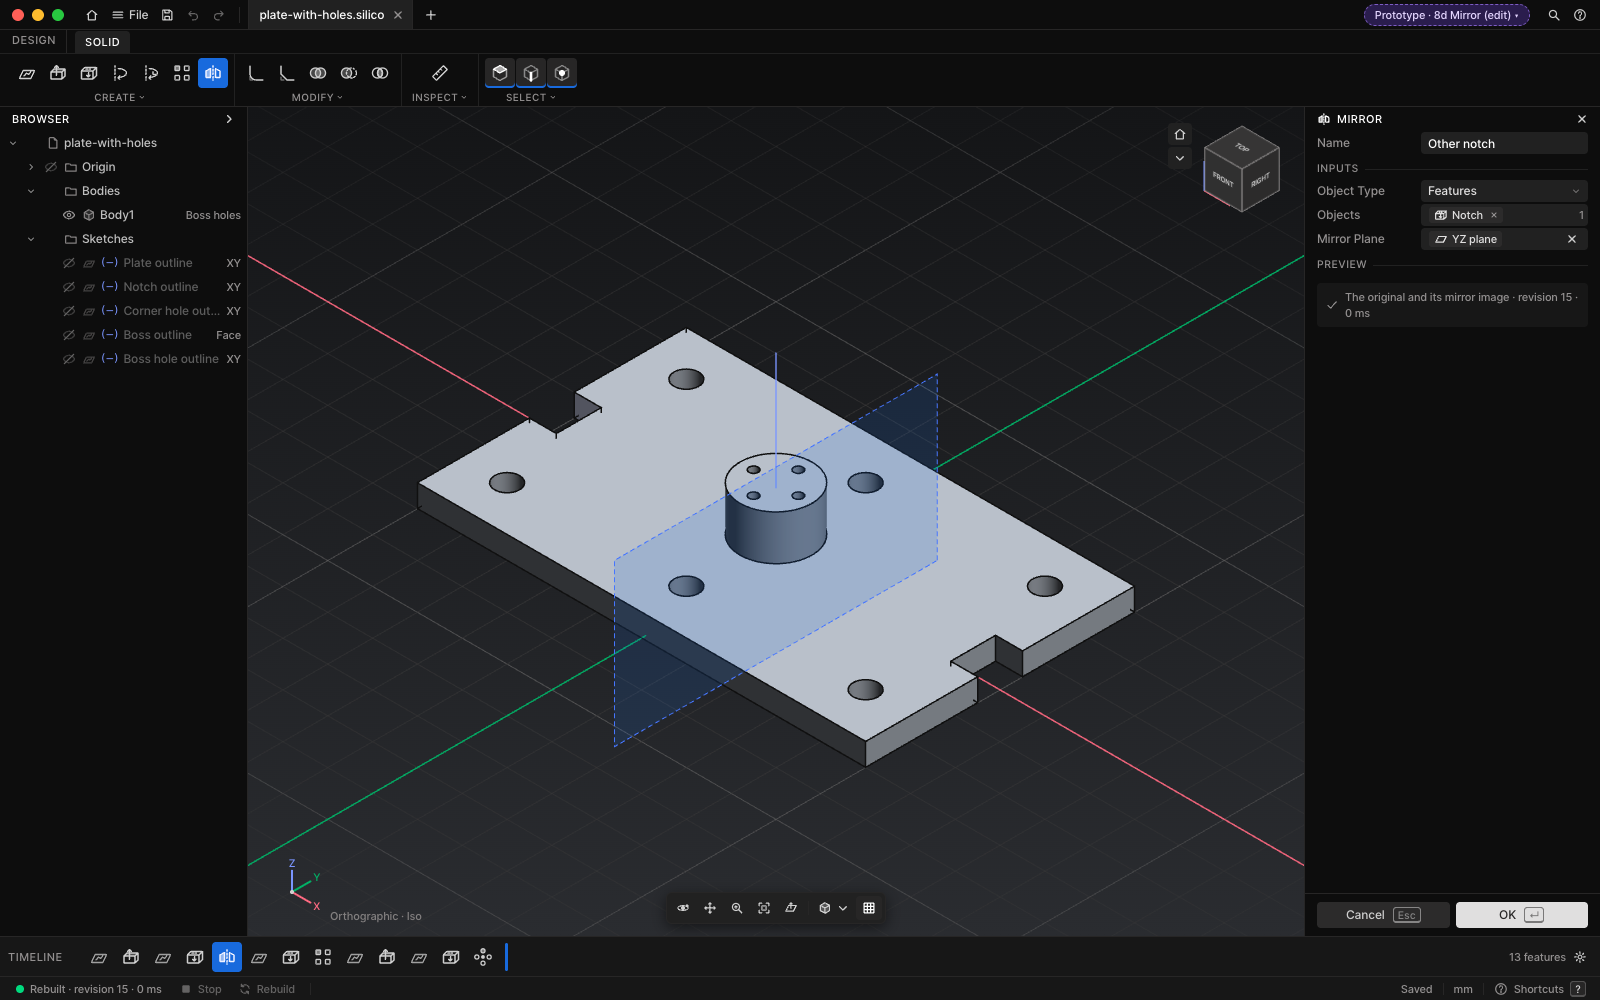 File
plate-with-holes.silico
Prototype · 8d Mirror (edit)
DESIGN
SOLID
CREATE
MODIFY
INSPECT
SELECT
BROWSER
plate-with-holes
Origin
Bodies
Body1 Boss holes
Sketches
Plate outline XY
Notch outline XY
Corner hole out... XY
Boss outline Face
Boss hole outline XY
TOP
FRONT
RIGHT
Z
Y
X
Orthographic · Iso
MIRROR
Name Other notch
INPUTS
Object Type Features
Objects Notch × 1
Mirror Plane YZ plane
PREVIEW
The original and its mirror image · revision 15 ·
0 ms
Cancel Esc
OK
TIMELINE
13 features
Rebuilt · revision 15 · 0 ms
Stop
Rebuild
Saved
mm
Shortcuts ?